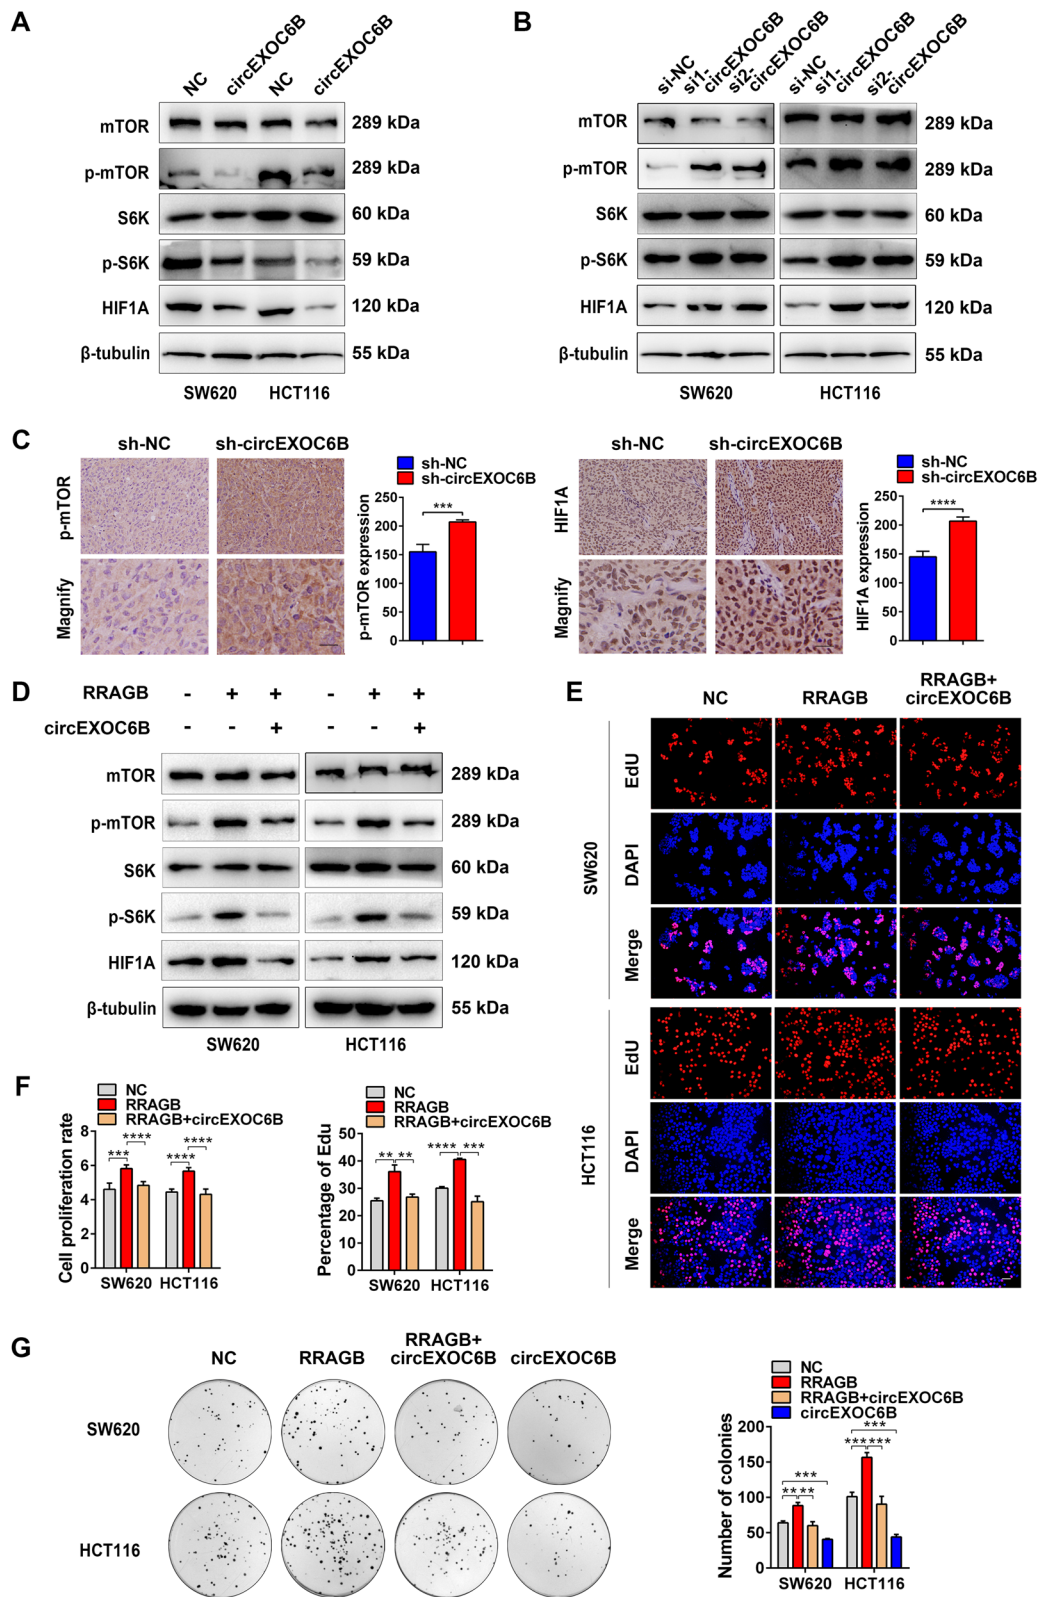 A
NC
circEXOC6B
NC
circEXOC6B
mTOR
289 kDa
p-mTOR
289 kDa
S6K
60 kDa
p-S6K
59 kDa
HIF1A
120 kDa
β-tubulin
55 kDa
SW620
HCT116
B
si-NC
si1-
circEXOC6B
si2-
circEXOC6B
si-NC
si1-
circEXOC6B
si2-
circEXOC6B
mTOR
289 kDa
p-mTOR
289 kDa
S6K
60 kDa
p-S6K
59 kDa
HIF1A
120 kDa
β-tubulin
55 kDa
SW620
HCT116
C
sh-NC
sh-circEXOC6B
p-mTOR
Magnify
sh-NC
sh-circEXOC6B
p-mTOR expression
250
200
150
100
50
0
***
sh-NC
sh-circEXOC6B
HIF1A
Magnify
sh-NC
sh-circEXOC6B
HIF1A expression
250
200
150
100
50
0
****
D
RRAGB - + + - + +
circEXOC6B - - + - - +
mTOR
289 kDa
p-mTOR
289 kDa
S6K
60 kDa
p-S6K
59 kDa
HIF1A
120 kDa
β-tubulin
55 kDa
SW620
HCT116
E
NC
RRAGB
RRAGB+
circEXOC6B
SW620
EdU
DAPI
Merge
HCT116
EdU
DAPI
Merge
F
NC
RRAGB
RRAGB+circEXOC6B
Cell proliferation rate
8
6
4
2
0
***
****
****
****
SW620
HCT116
NC
RRAGB
RRAGB+circEXOC6B
Percentage of Edu
50
40
30
20
10
0
**
**
****
***
SW620
HCT116
G
NC
RRAGB
RRAGB+
circEXOC6B
circEXOC6B
SW620
HCT116
NC
RRAGB
RRAGB+circEXOC6B
circEXOC6B
Number of colonies
200
150
100
50
0
***
**
**
***
***
***
SW620
HCT116